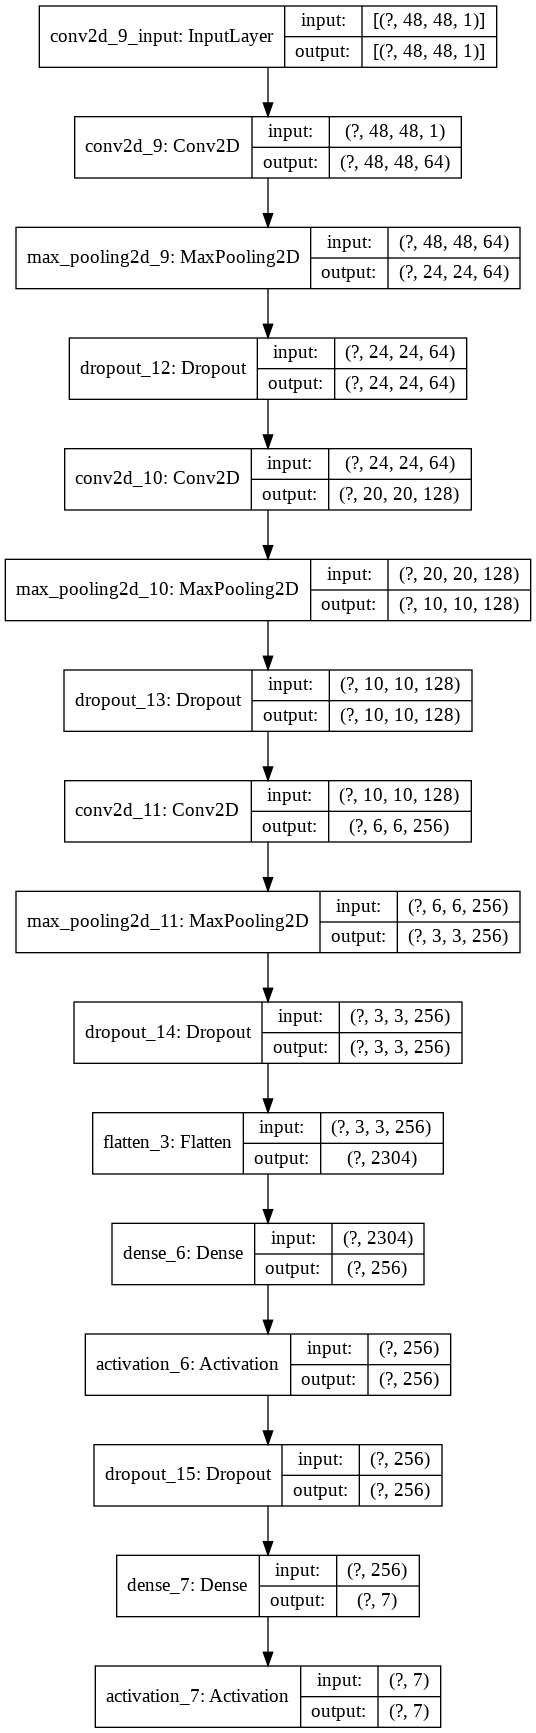 conv2d_9_input: InputLayer
input: [(?, 48, 48, 1)]
output: [(?, 48, 48, 1)]
conv2d_9: Conv2D
input: (?, 48, 48, 1)
output: (?, 48, 48, 64)
max_pooling2d_9: MaxPooling2D
input: (?, 48, 48, 64)
output: (?, 24, 24, 64)
dropout_12: Dropout
input: (?, 24, 24, 64)
output: (?, 24, 24, 64)
conv2d_10: Conv2D
input: (?, 24, 24, 64)
output: (?, 20, 20, 128)
max_pooling2d_10: MaxPooling2D
input: (?, 20, 20, 128)
output: (?, 10, 10, 128)
dropout_13: Dropout
input: (?, 10, 10, 128)
output: (?, 10, 10, 128)
conv2d_11: Conv2D
input: (?, 10, 10, 128)
output: (?, 6, 6, 256)
max_pooling2d_11: MaxPooling2D
input: (?, 6, 6, 256)
output: (?, 3, 3, 256)
dropout_14: Dropout
input: (?, 3, 3, 256)
output: (?, 3, 3, 256)
flatten_3: Flatten
input: (?, 3, 3, 256)
output: (?, 2304)
dense_6: Dense
input: (?, 2304)
output: (?, 256)
activation_6: Activation
input: (?, 256)
output: (?, 256)
dropout_15: Dropout
input: (?, 256)
output: (?, 256)
dense_7: Dense
input: (?, 256)
output: (?, 7)
activation_7: Activation
input: (?, 7)
output: (?, 7)